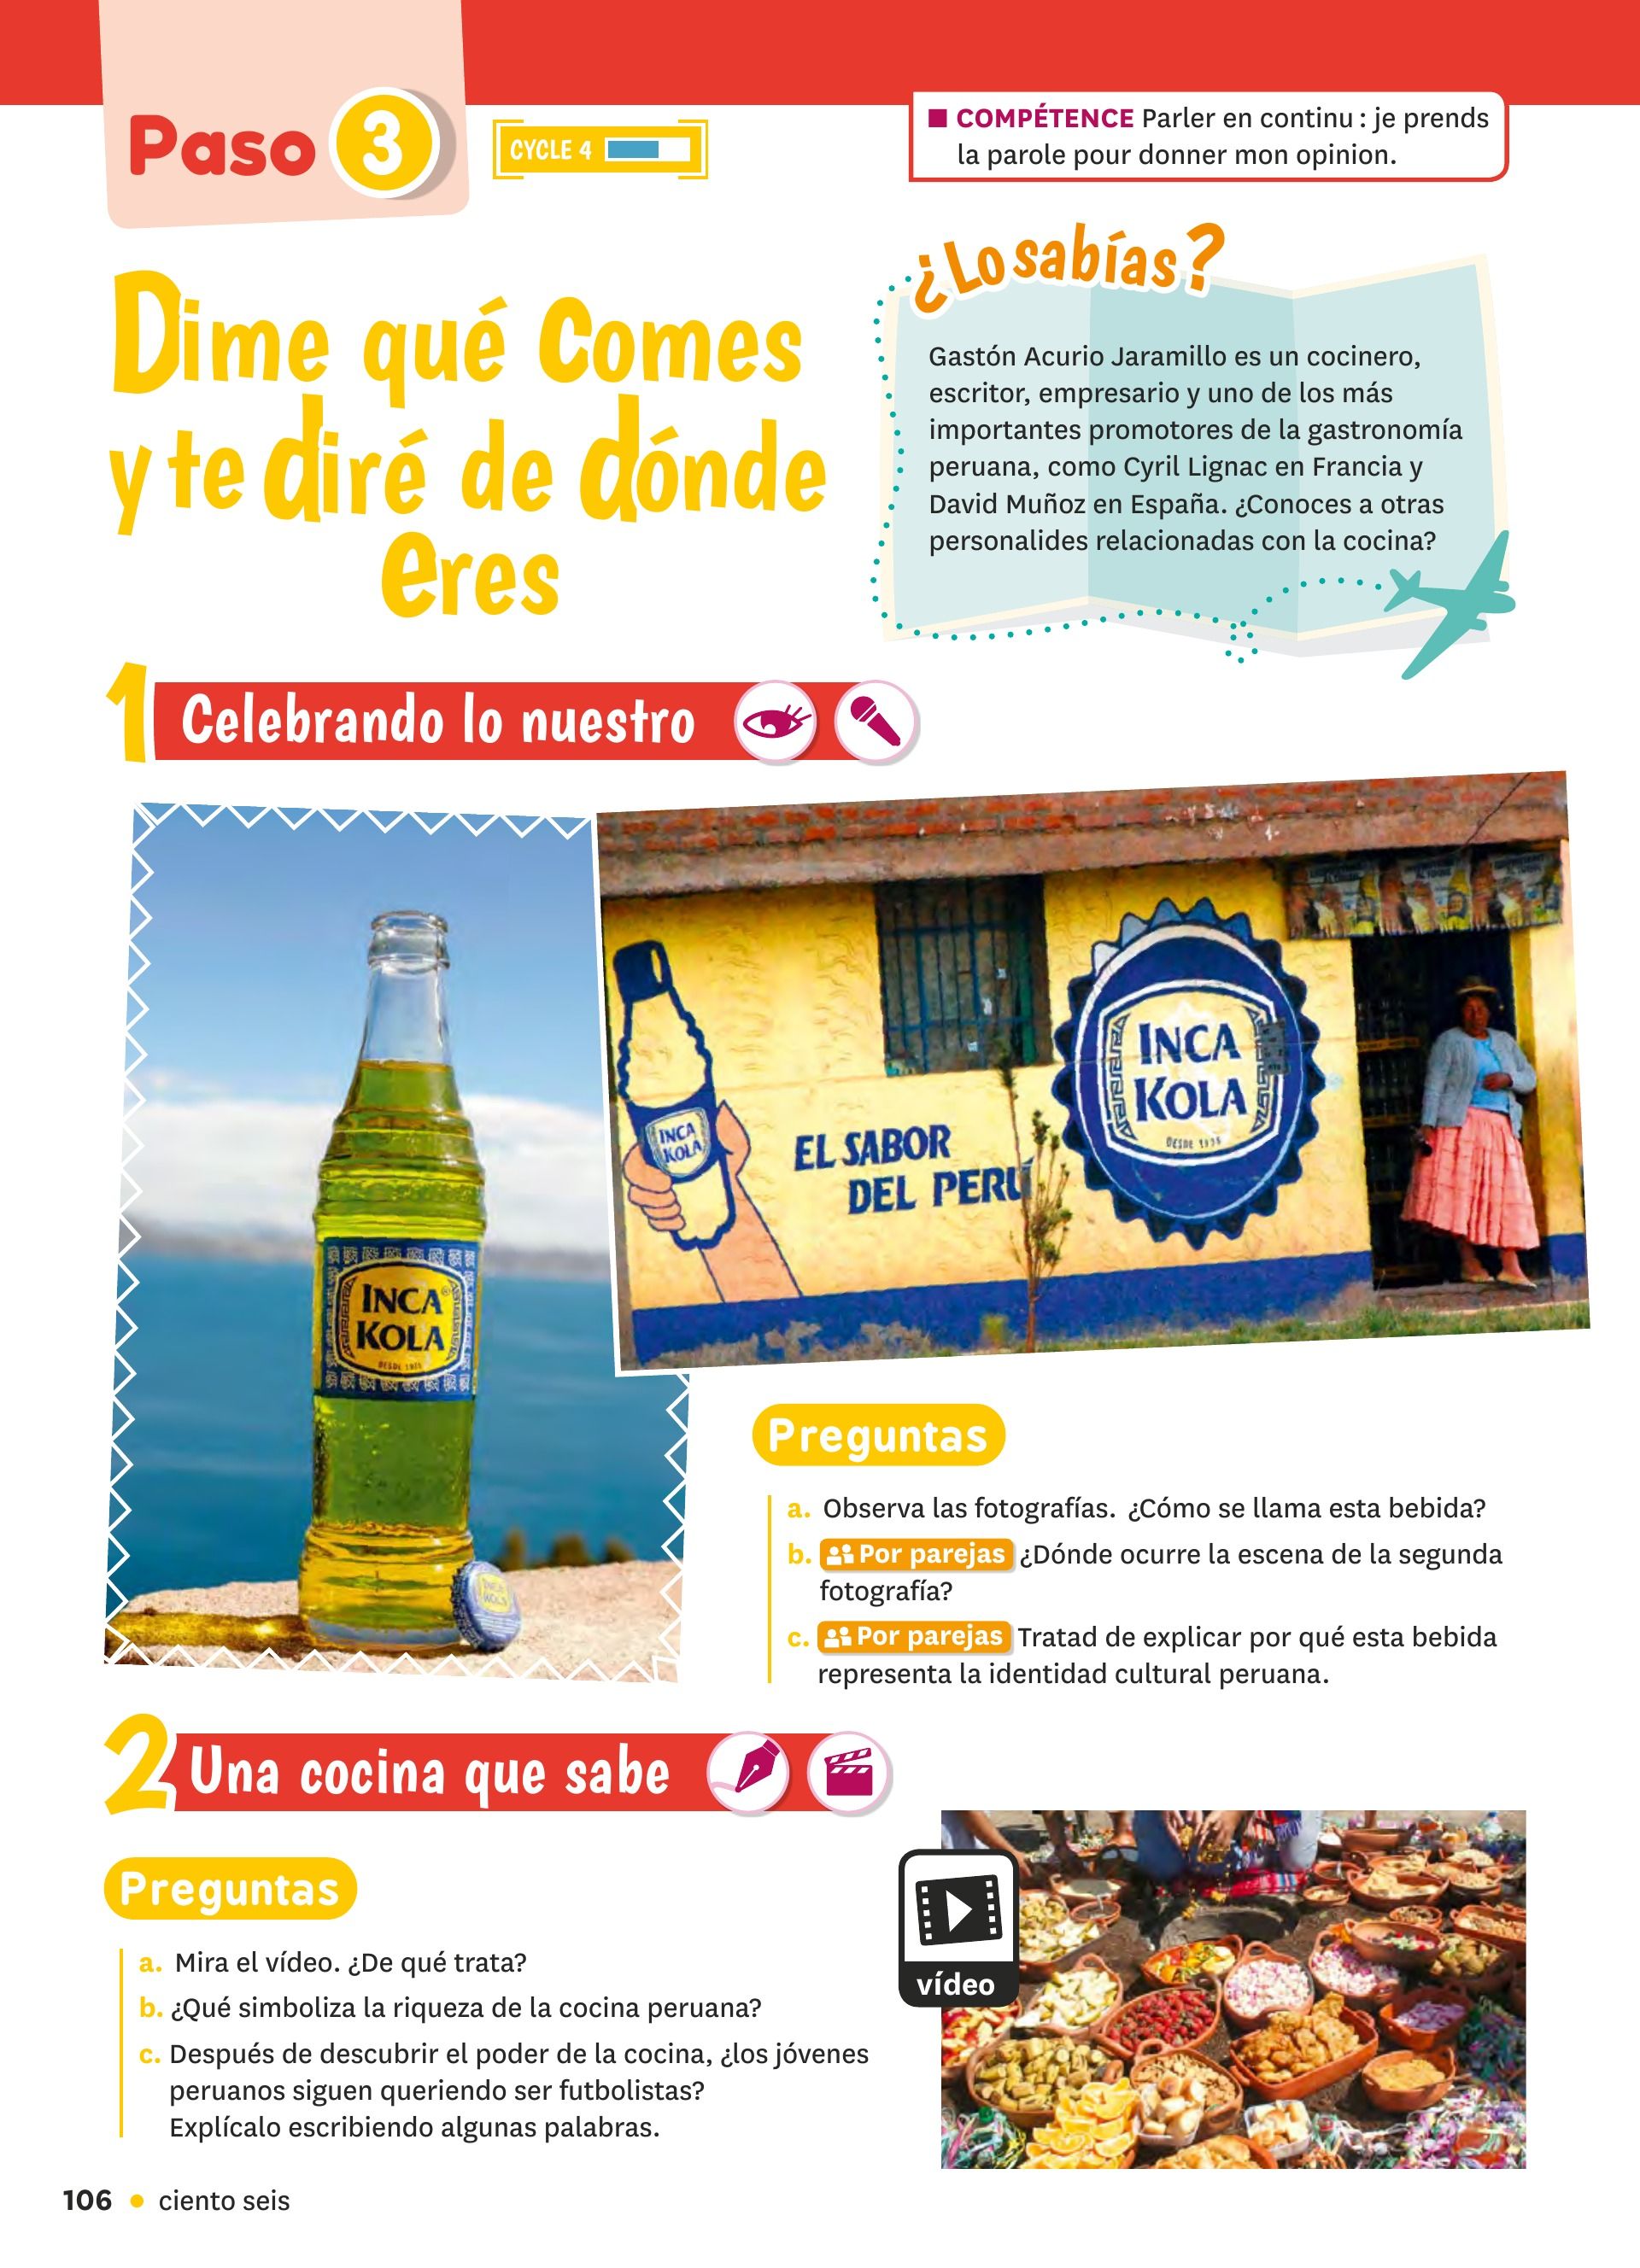 Paso 3
CYCLE 4
■ COMPÉTENCE Parler en continu : je prends
la parole pour donner mon opinion.
Dime qué comes
y te diré de dónde
eres
¿Lo sabías?
Gastón Acurio Jaramillo es un cocinero,
escritor, empresario y uno de los más
importantes promotores de la gastronomía
peruana, como Cyril Lignac en Francia y
David Muñoz en España. ¿Conoces a otras
personalides relacionadas con la cocina?
1 Celebrando lo nuestro
INCA
KOLA
DESDE 1935
INCA
KOLA
EL SABOR
DEL PERÚ
INCA
KOLA
DESDE 1935
INCA
KOLA
Preguntas
a. Observa las fotografías. ¿Cómo se llama esta bebida?
b. Por parejas ¿Dónde ocurre la escena de la segunda
fotografía?
c. Por parejas Tratad de explicar por qué esta bebida
representa la identidad cultural peruana.
2 Una cocina que sabe
Preguntas
a. Mira el vídeo. ¿De qué trata?
b. ¿Qué simboliza la riqueza de la cocina peruana?
c. Después de descubrir el poder de la cocina, ¿los jóvenes
peruanos siguen queriendo ser futbolistas?
Explícalo escribiendo algunas palabras.
vídeo
106 • ciento seis